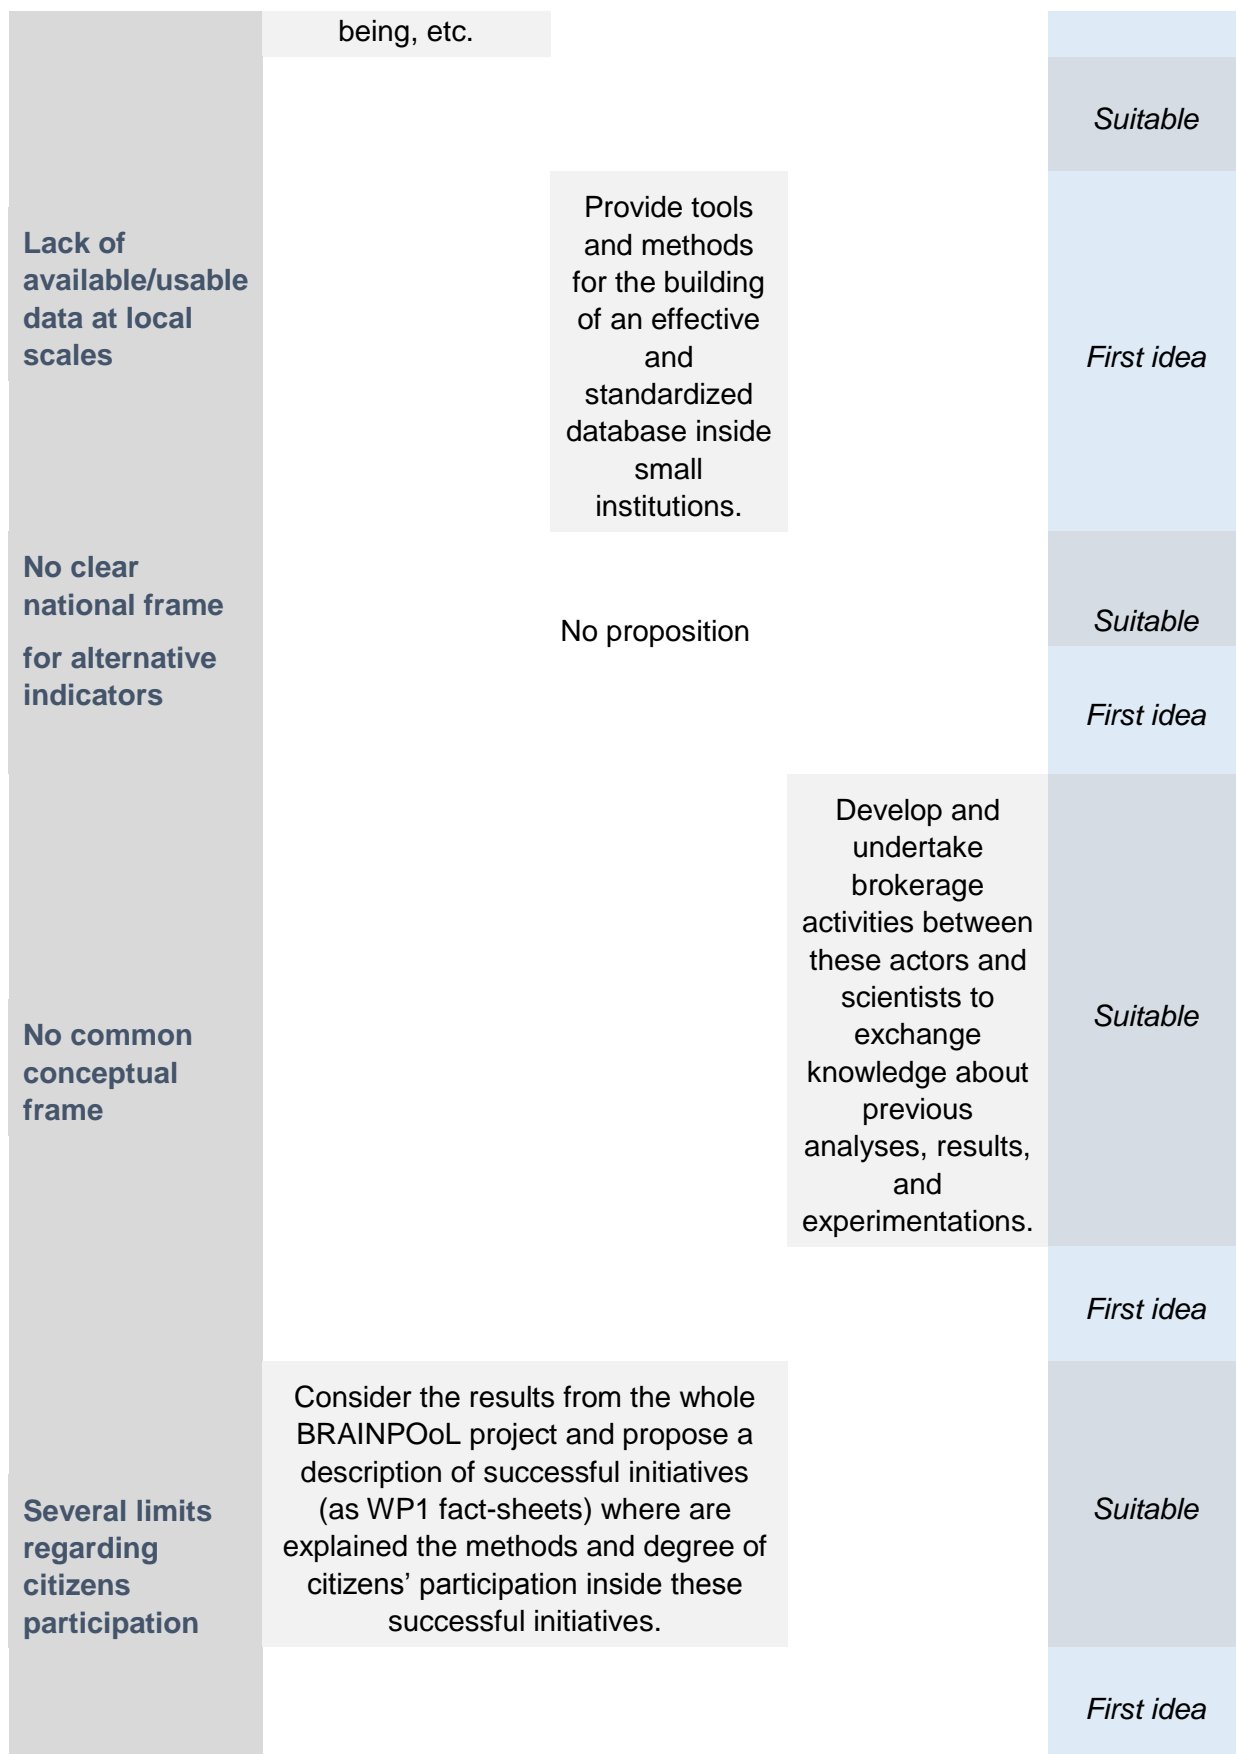 being, etc.
Suitable
Lack of
available/usable
data at local
scales
Provide tools
and methods
for the building
of an effective
and
standardized
database inside
small
institutions.
First idea
No clear
national frame
for alternative
indicators
No proposition
Suitable
First idea
No common
conceptual
frame
Develop and
undertake
brokerage
activities between
these actors and
scientists to
exchange
knowledge about
previous
analyses, results,
and
experimentations.
Suitable
First idea
Several limits
regarding
citizens
participation
Consider the results from the whole
BRAINPOoL project and propose a
description of successful initiatives
(as WP1 fact-sheets) where are
explained the methods and degree of
citizens’ participation inside these
successful initiatives.
Suitable
First idea